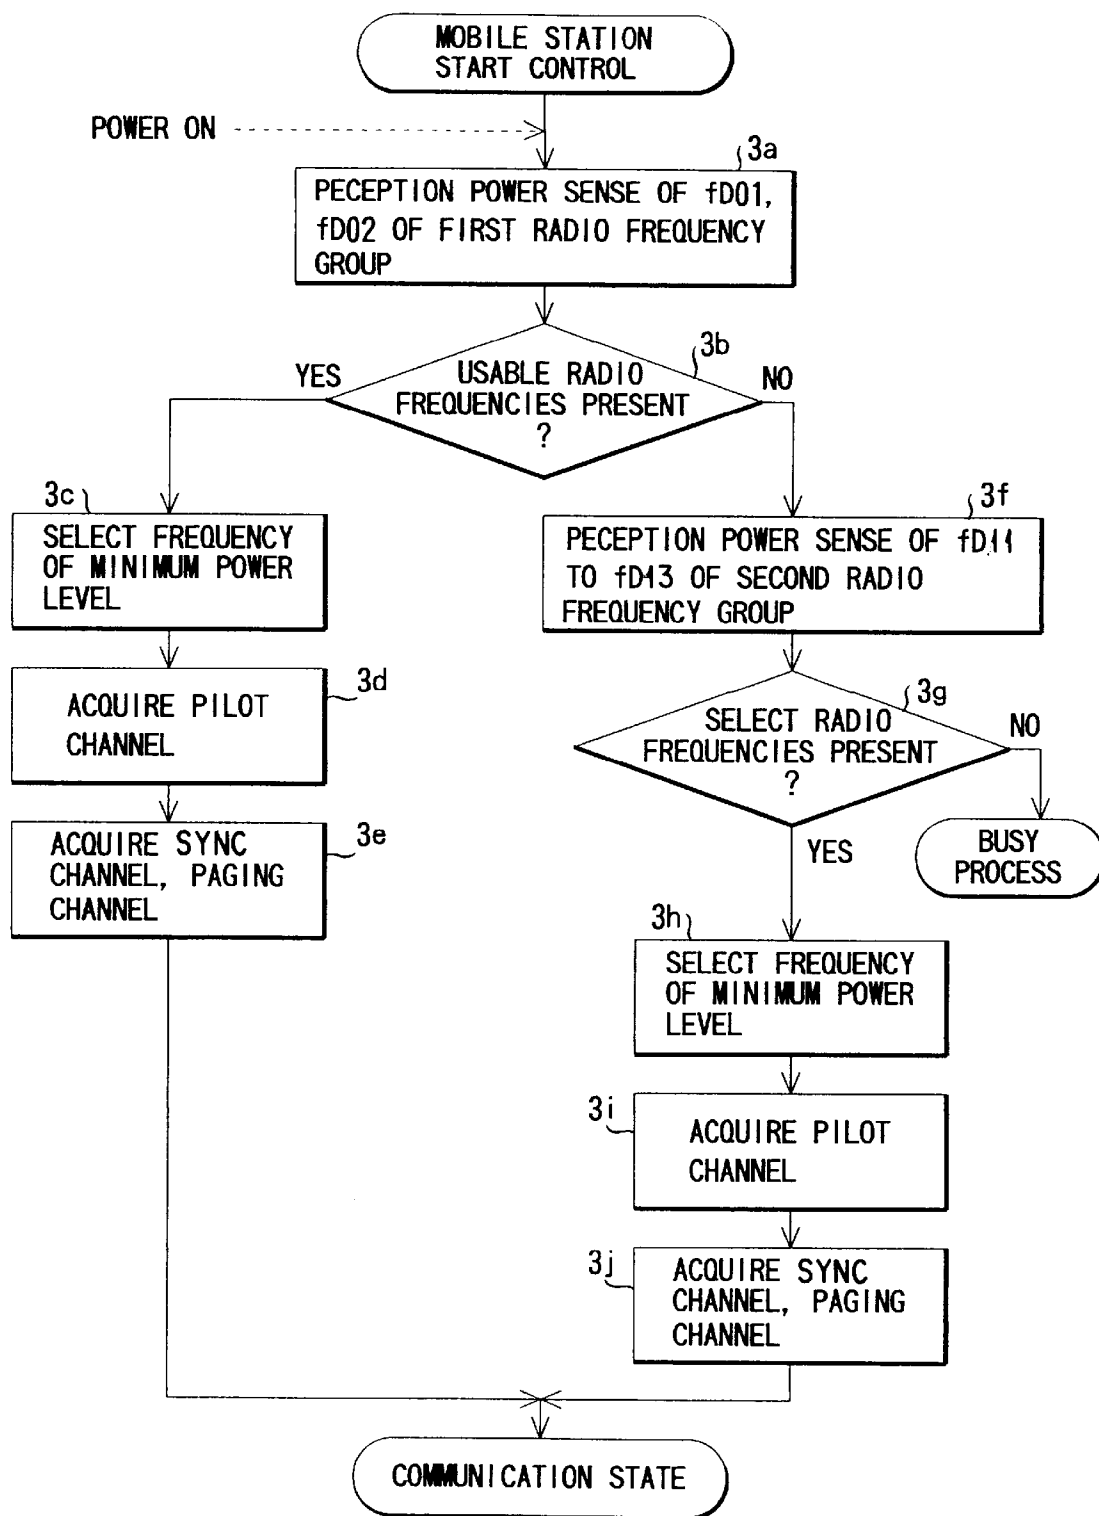 MOBILE STATION
START CONTROL
POWER ON
3a
PECEPTION POWER SENSE OF fD01,
fD02 OF FIRST RADIO FREQUENCY
GROUP
3b
YES
USABLE RADIO
FREQUENCIES PRESENT
?
NO
3c
SELECT FREQUENCY
OF MINIMUM POWER
LEVEL
3d
ACQUIRE PILOT
CHANNEL
3e
ACQUIRE SYNC
CHANNEL, PAGING
CHANNEL
3f
PECEPTION POWER SENSE OF fD11
TO fD13 OF SECOND RADIO
FREQUENCY GROUP
3g
SELECT RADIO
FREQUENCIES PRESENT
?
NO
YES
BUSY
PROCESS
3h
SELECT FREQUENCY
OF MINIMUM POWER
LEVEL
3i
ACQUIRE PILOT
CHANNEL
3j
ACQUIRE SYNC
CHANNEL, PAGING
CHANNEL
COMMUNICATION STATE